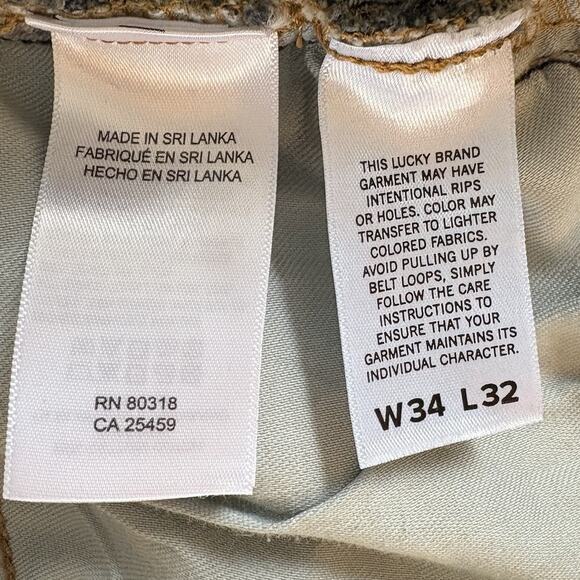 MADE IN SRI LANKA
FABRIQUÉ EN SRI LANKA
HECHO EN SRI LANKA
RN 80318
CA 25459
THIS LUCKY BRAND
GARMENT MAY HAVE
INTENTIONAL RIPS
OR HOLES. COLOR MAY
TRANSFER TO LIGHTER
COLORED FABRICS.
AVOID PULLING UP BY
BELT LOOPS, SIMPLY
FOLLOW THE CARE
INSTRUCTIONS TO
ENSURE THAT YOUR
GARMENT MAINTAINS ITS
INDIVIDUAL CHARACTER.
W34 L32